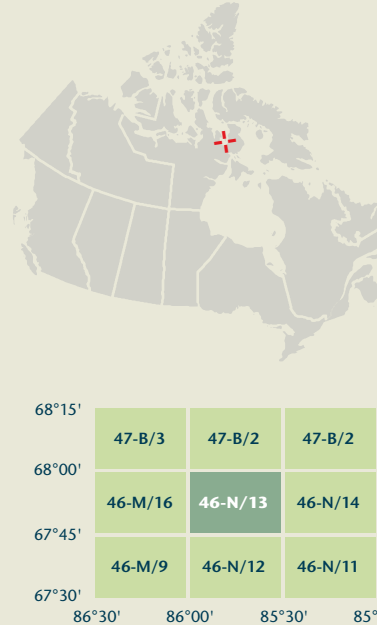 68°15'
47-B/3 47-B/2 47-B/2
68°00'
46-M/16 46-N/13 46-N/14
67°45'
46-M/9 46-N/12 46-N/11
67°30'
86°30' 86°00' 85°30' 85°